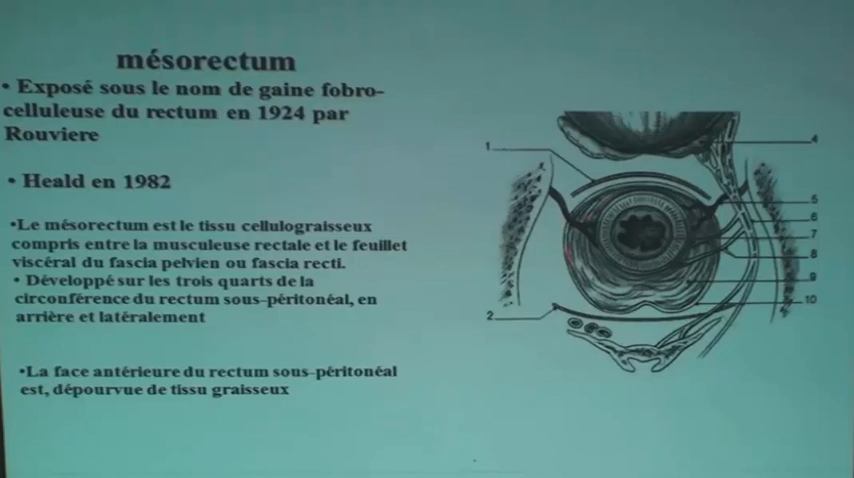 mésorectum
• Exposé sous le nom de gaine fobro-
celluleuse du rectum en 1924 par
Rouviere
• Heald en 1982
•Le mésorectum est le tissu cellulograisseux
compris entre la musculeuse rectale et le feuillet
viscéral du fascia pelvien ou fascia recti.
• Développé sur les trois quarts de la
circonférence du rectum sous-péritonéal, en
arrière et latéralement
•La face antérieure du rectum sous-péritonéal
est, dépourvue de tissu graisseux
1
4
5
6
7
8
9
10
2